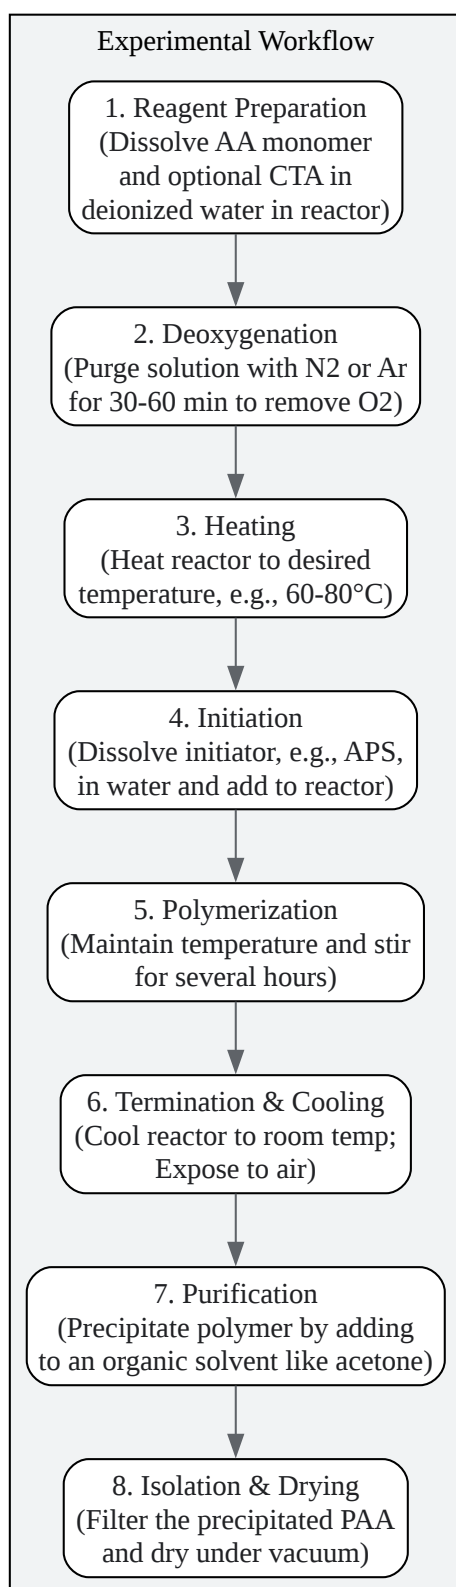 Experimental Workflow
1. Reagent Preparation
(Dissolve AA monomer
and optional CTA in
deionized water in reactor)
2. Deoxygenation
(Purge solution with N2 or Ar
for 30-60 min to remove O2)
3. Heating
(Heat reactor to desired
temperature, e.g., 60-80°C)
4. Initiation
(Dissolve initiator, e.g., APS,
in water and add to reactor)
5. Polymerization
(Maintain temperature and stir
for several hours)
6. Termination & Cooling
(Cool reactor to room temp;
Expose to air)
7. Purification
(Precipitate polymer by adding
to an organic solvent like acetone)
8. Isolation & Drying
(Filter the precipitated PAA
and dry under vacuum)